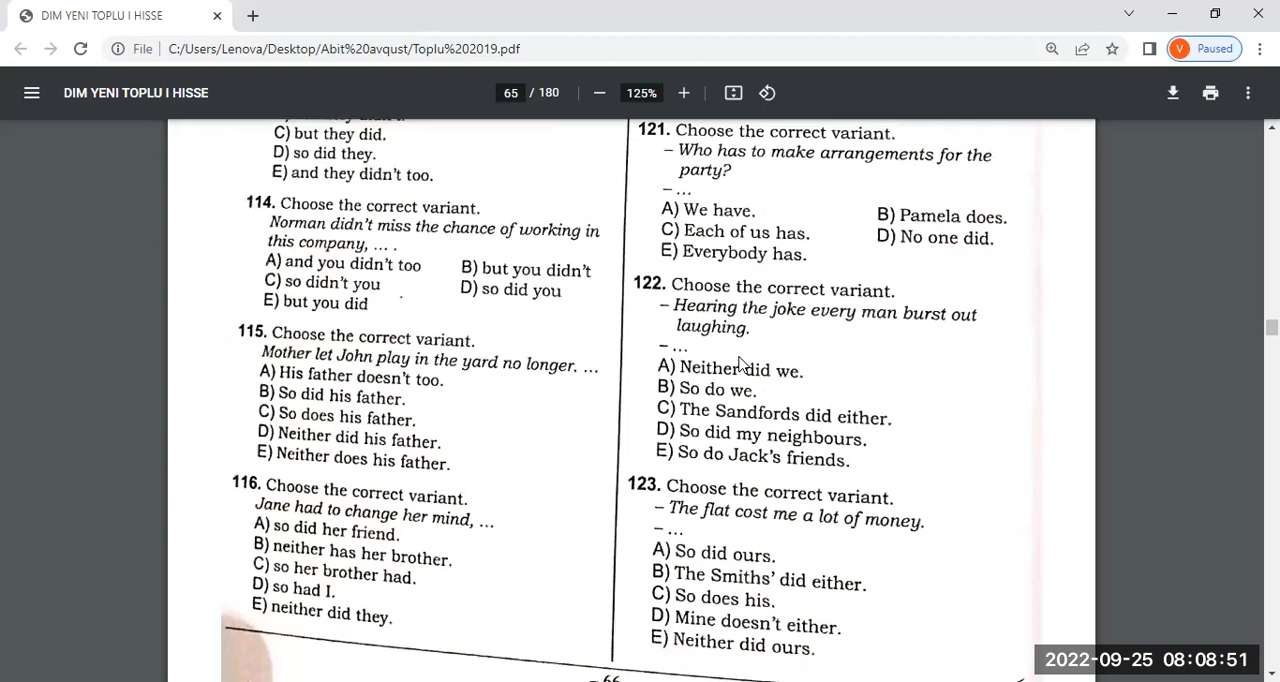 DIM YENI TOPLU I HISSE
File
C:/Users/Lenova/Desktop/Abit%20avqust/Toplu%202019.pdf
V Paused
DIM YENI TOPLU I HISSE
65 / 180
125%
C) but they did.
D) so did they.
E) and they didn't too.
114. Choose the correct variant.
Norman didn't miss the chance of working in
this company, ... .
A) and you didn't too
B) but you didn't
C) so didn't you
D) so did you
E) but you did
115. Choose the correct variant.
Mother let John play in the yard no longer. ...
A) His father doesn't too.
B) So did his father.
C) So does his father.
D) Neither did his father.
E) Neither does his father.
116. Choose the correct variant.
Jane had to change her mind, ...
A) so did her friend.
B) neither has her brother.
C) so her brother had.
D) so had I.
E) neither did they.
121. Choose the correct variant.
– Who has to make arrangements for the
party?
– ...
A) We have.
B) Pamela does.
C) Each of us has.
D) No one did.
E) Everybody has.
122. Choose the correct variant.
– Hearing the joke every man burst out
laughing.
– ...
A) Neither did we.
B) So do we.
C) The Sandfords did either.
D) So did my neighbours.
E) So do Jack's friends.
123. Choose the correct variant.
– The flat cost me a lot of money.
– ...
A) So did ours.
B) The Smiths' did either.
C) So does his.
D) Mine doesn't either.
E) Neither did ours.
2022-09-25 08:08:51